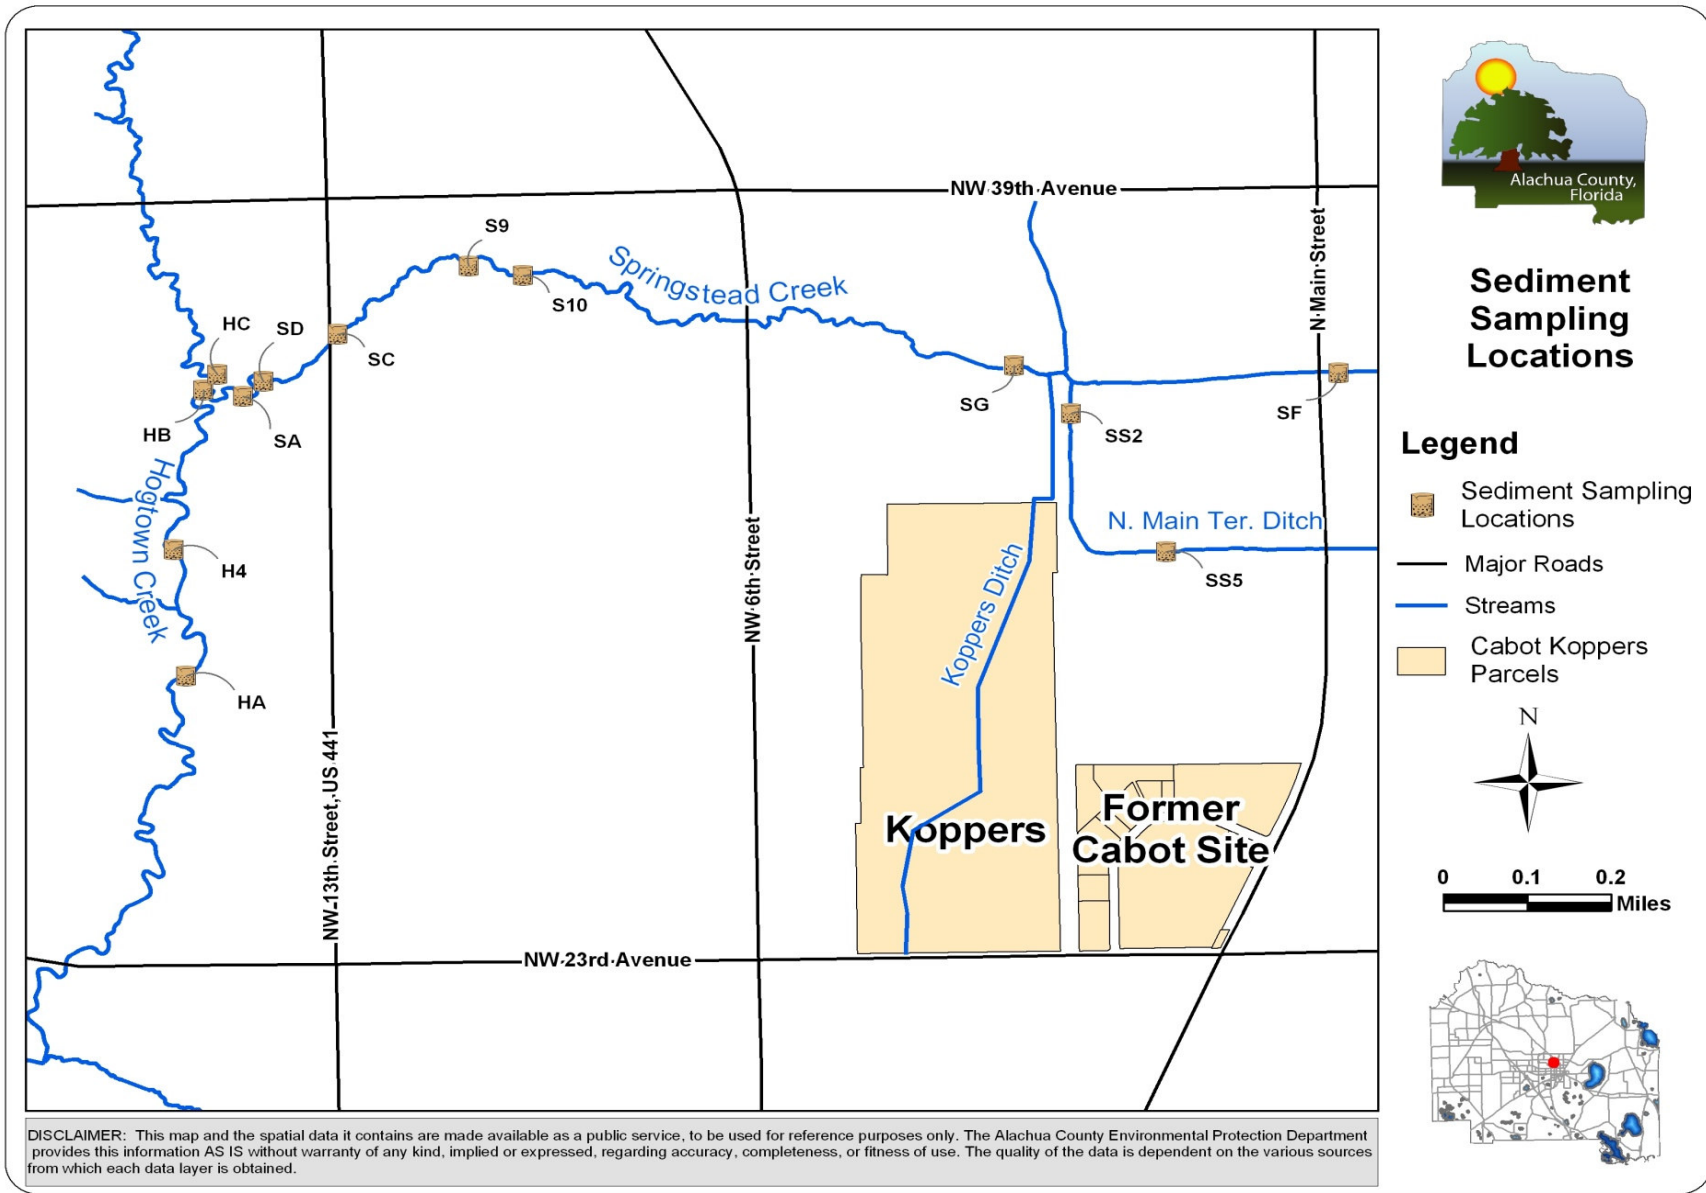 Alachua County,
Florida
Sediment
Sampling
Locations
Legend
Sediment Sampling
Locations
Major Roads
Streams
Cabot Koppers
Parcels
N
0 0.1 0.2
Miles
NW 39th Avenue
N Main Street
S9
S10
Springstead Creek
HC
SD
SC
HB
SA
SG
SS2
SF
Hogtown Creek
H4
HA
N. Main Ter. Ditch
SS5
Koppers Ditch
NW 6th Street
NW 13th Street, US 441
Koppers
Former
Cabot Site
NW 23rd Avenue
DISCLAIMER: This map and the spatial data it contains are made available as a public service, to be used for reference purposes only. The Alachua County Environmental Protection Department
provides this information AS IS without warranty of any kind, implied or expressed, regarding accuracy, completeness, or fitness of use. The quality of the data is dependent on the various sources
from which each data layer is obtained.